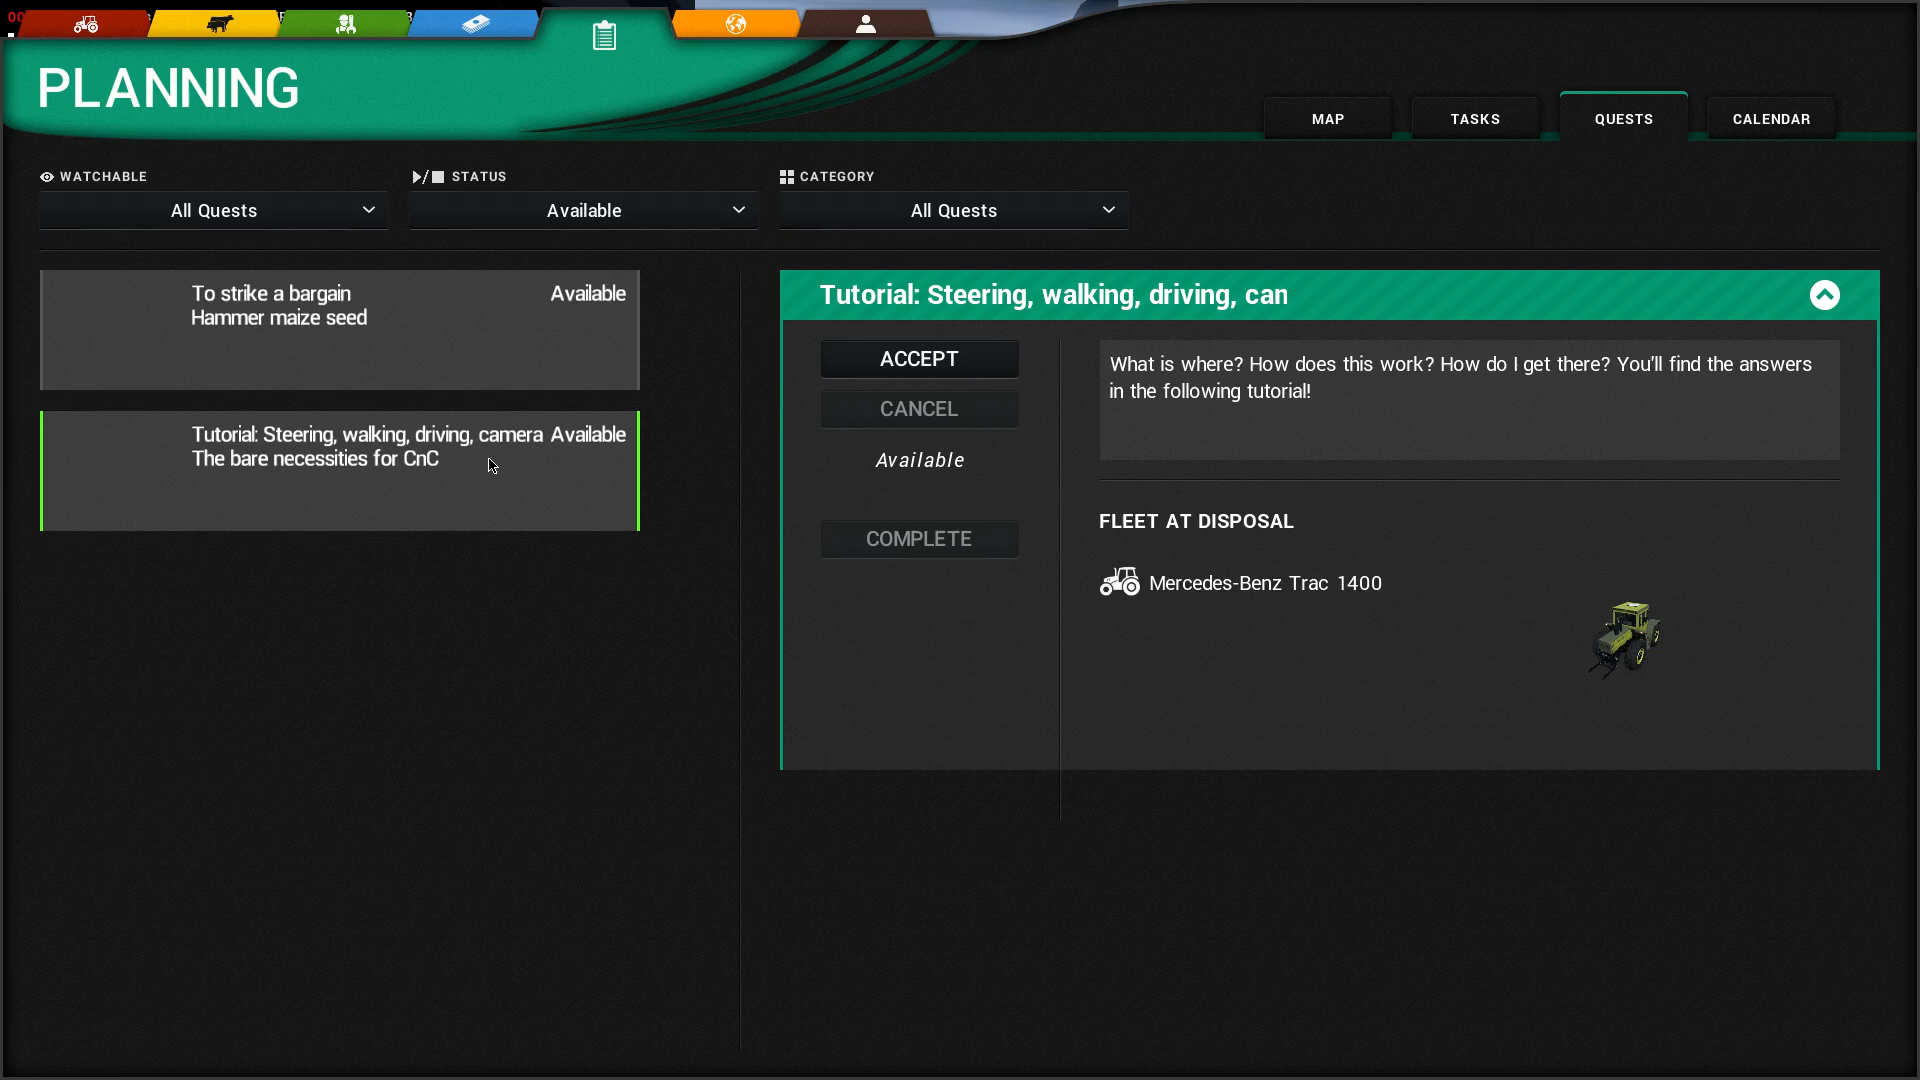 00
PLANNING
MAP
TASKS
QUESTS
CALENDAR
WATCHABLE
STATUS
CATEGORY
All Quests
Available
All Quests
To strike a bargain Available
Hammer maize seed
Tutorial: Steering, walking, driving, camera Available
The bare necessities for CnC
Tutorial: Steering, walking, driving, can
ACCEPT
CANCEL
Available
COMPLETE
What is where? How does this work? How do I get there? You'll find the answers
in the following tutorial!
FLEET AT DISPOSAL
Mercedes-Benz Trac 1400